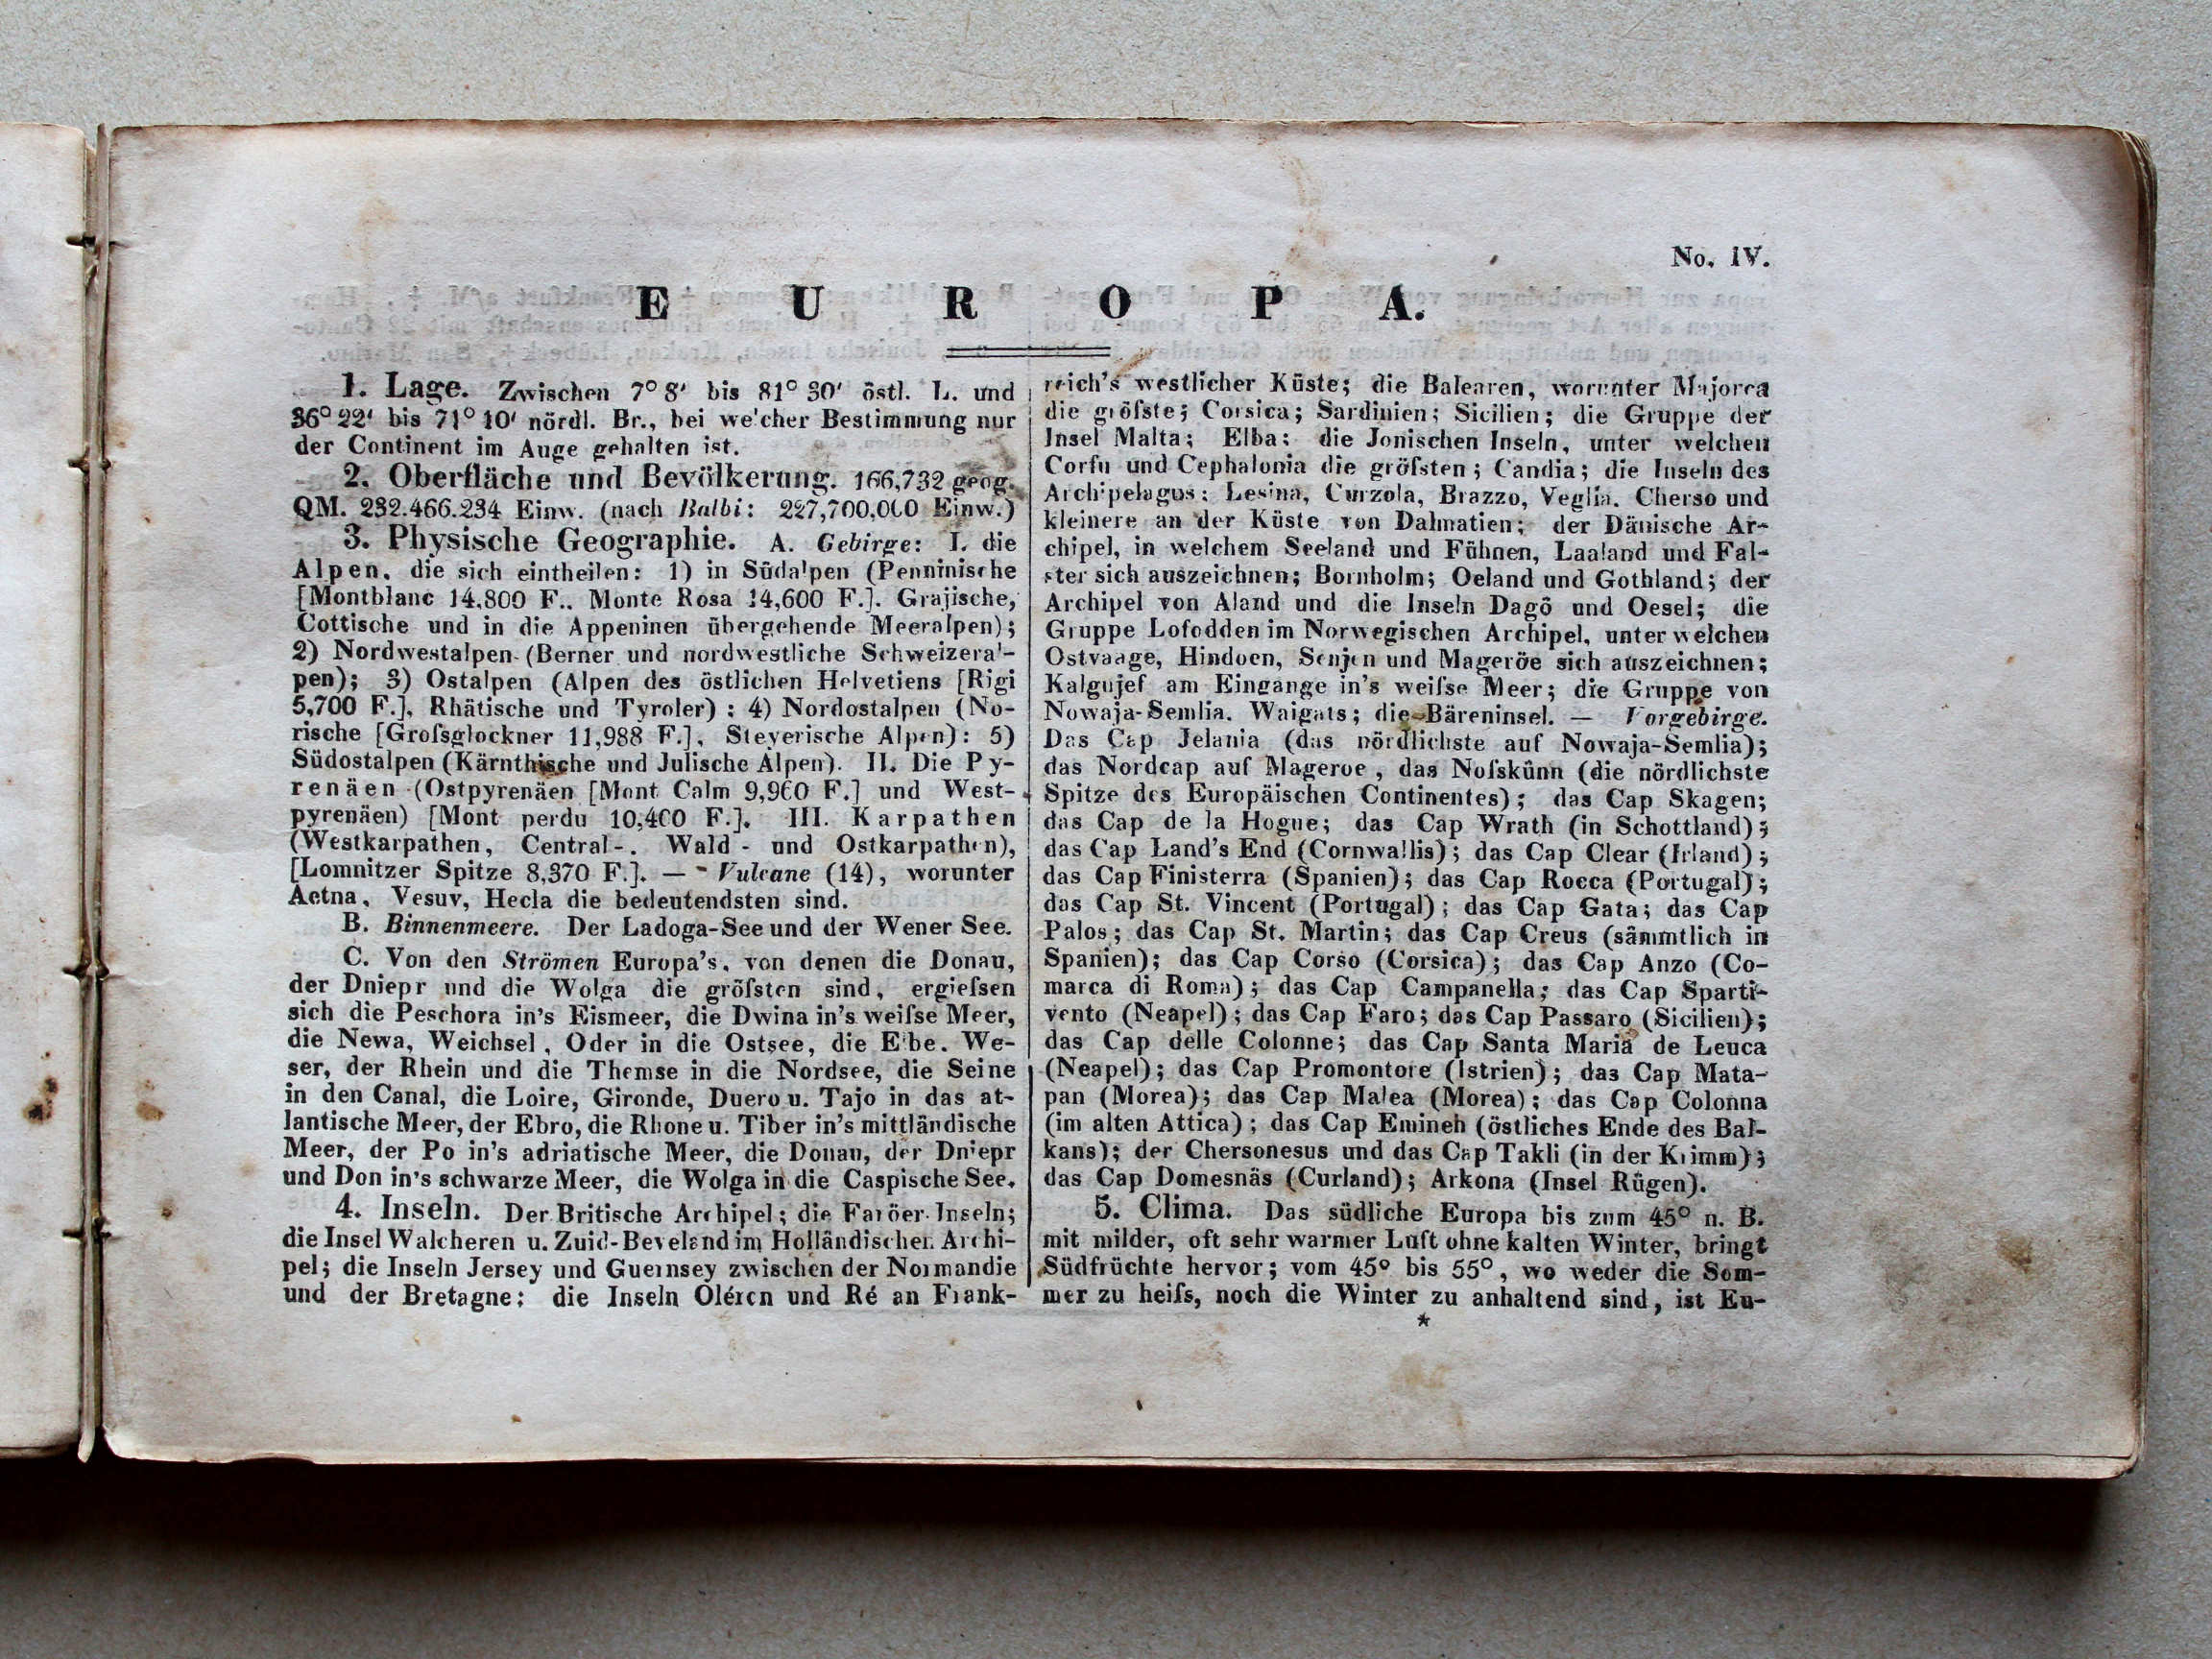 No. IV.
E U R O P A.
1. Lage. Zwischen 7° 8' bis 81° 30' östl. L. und
36° 22' bis 71° 10' nördl. Br., bei welcher Bestimmung nur
der Continent im Auge gehalten ist.
2. Oberfläche und Bevölkerung. 166,732 geog.
QM. 232.466.234 Einw. (nach Balbi: 227,700,000 Einw.)
3. Physische Geographie. A. Gebirge: I. die
Alpen, die sich eintheilen: 1) in Südalpen (Penninische
[Montblanc 14,800 F., Monte Rosa 14,600 F.]. Grajische,
Cottische und in die Appeninen übergehende Meeralpen);
2) Nordwestalpen (Berner und nordwestliche Schweizeral-
pen); 3) Ostalpen (Alpen des östlichen Helvetiens [Rigi
5,700 F.], Rhätische und Tyroler); 4) Nordostalpen (No-
rische [Groſsglockner 11,988 F.], Steyerische Alpen): 5)
Südostalpen (Kärnthische und Julische Alpen). II. Die Py-
renäen (Ostpyrenäen [Mont Calm 9,960 F.] und West-
pyrenäen) [Mont perdu 10,400 F.]. III. Karpathen
(Westkarpathen, Central-, Wald- und Ostkarpathen),
[Lomnitzer Spitze 8,370 F.]. — Vulcane (14), worunter
Aetna, Vesuv, Hecla die bedeutendsten sind.
B. Binnenmeere. Der Ladoga-See und der Wener See.
C. Von den Strömen Europa's, von denen die Donau,
der Dniepr und die Wolga die gröſsten sind, ergieſsen
sich die Peschora in's Eismeer, die Dwina in's weiſse Meer,
die Newa, Weichsel, Oder in die Ostsee, die Elbe, We-
ser, der Rhein und die Themse in die Nordsee, die Seine
in den Canal, die Loire, Gironde, Duero u. Tajo in das at-
lantische Meer, der Ebro, die Rhone u. Tiber in's mittländische
Meer, der Po in's adriatische Meer, die Donau, der Dniepr
und Don in's schwarze Meer, die Wolga in die Caspische See.
4. Inseln. Der Britische Archipel; die Faröer Inseln;
die Insel Walcheren u. Zuid-Beveland im Holländischen Archi-
pel; die Inseln Jersey und Guernsey zwischen der Normandie
und der Bretagne; die Inseln Oléron und Ré an Frank-
reich's westlicher Küste; die Balearen, worunter Majorca
die gröſste; Corsica; Sardinien; Sicilien; die Gruppe der
Insel Malta; Elba; die Jonischen Inseln, unter welchen
Corfu und Cephalonia die gröſsten; Candia; die Inseln des
Archipelagus; Lesina, Curzola, Brazzo, Veglia, Cherso und
kleinere an der Küste von Dalmatien; der Dänische Ar-
chipel, in welchem Seeland und Fühnen, Laaland und Fal-
ster sich auszeichnen; Bornholm; Oeland und Gothland; der
Archipel von Aland und die Inseln Dagö und Oesel; die
Gruppe Lofodden im Norwegischen Archipel, unter welchen
Ostvaage, Hindoen, Senjen und Mageröe sich auszeichnen;
Kalgujef am Eingange in's weiſse Meer; die Gruppe von
Nowaja-Semlia. Waigats; die Bäreninsel. — Vorgebirge.
Das Cap Jelania (das nördlichste auf Nowaja-Semlia);
das Nordcap auf Mageroe, das Noſskünn (die nördlichste
Spitze des Europäischen Continentes); das Cap Skagen;
das Cap de la Hogue; das Cap Wrath (in Schottland);
das Cap Land's End (Cornwallis); das Cap Clear (Irland);
das Cap Finisterra (Spanien); das Cap Rocca (Portugal);
das Cap St. Vincent (Portugal); das Cap Gata; das Cap
Palos; das Cap St. Martin; das Cap Creus (sämmtlich in
Spanien); das Cap Corso (Corsica); das Cap Anzo (Co-
marca di Roma); das Cap Campanella; das Cap Sparti-
vento (Neapel); das Cap Faro; das Cap Passaro (Sicilien);
das Cap delle Colonne; das Cap Santa Maria de Leuca
(Neapel); das Cap Promontore (Istrien); das Cap Mata-
pan (Morea); das Cap Malea (Morea); das Cap Colonna
(im alten Attica); das Cap Emineh (östliches Ende des Bal-
kans); der Chersonesus und das Cap Takli (in der Krimm);
das Cap Domesnäs (Curland); Arkona (Insel Rügen).
5. Clima. Das südliche Europa bis zum 45° n. B.
mit milder, oft sehr warmer Luft ohne kalten Winter, bringt
Südfrüchte hervor; vom 45° bis 55°, wo weder die Som-
mer zu heiſs, noch die Winter zu anhaltend sind, ist Eu-
*